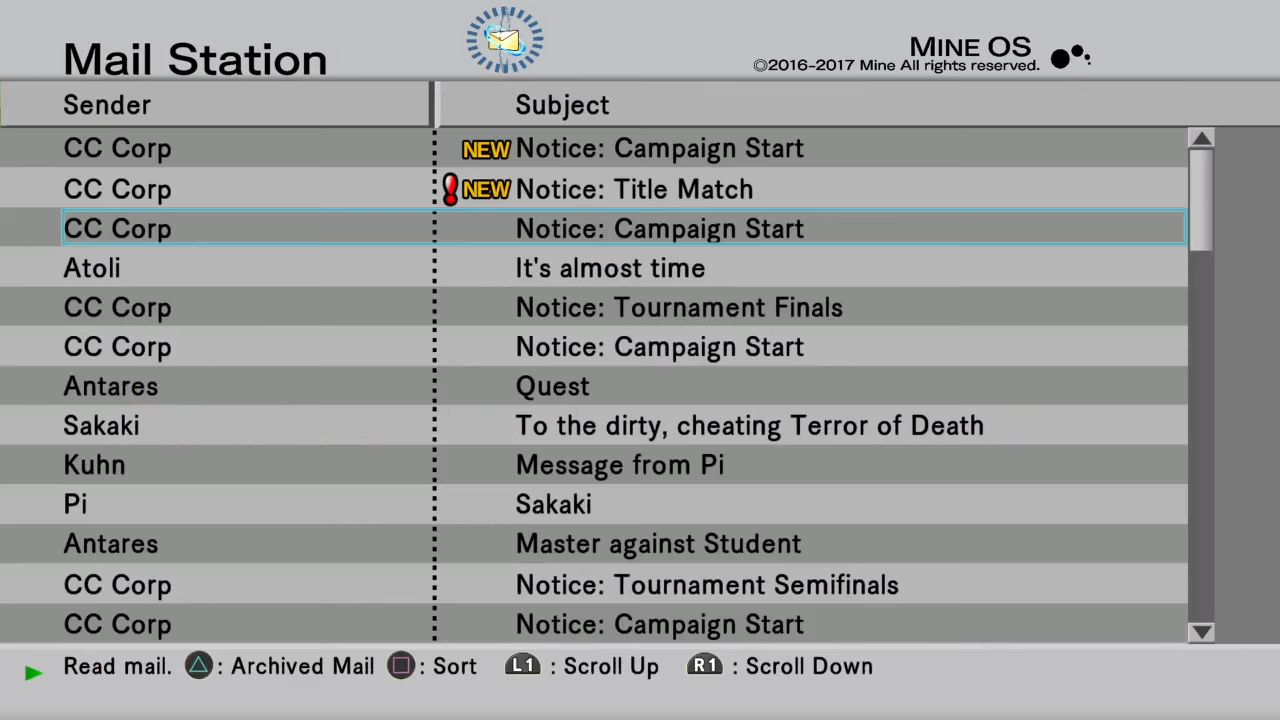 Mail Station
MINE OS
©2016-2017 Mine All rights reserved.
Sender Subject
CC Corp NEW Notice: Campaign Start
CC Corp NEW Notice: Title Match
CC Corp Notice: Campaign Start
Atoli It's almost time
CC Corp Notice: Tournament Finals
CC Corp Notice: Campaign Start
Antares Quest
Sakaki To the dirty, cheating Terror of Death
Kuhn Message from Pi
Pi Sakaki
Antares Master against Student
CC Corp Notice: Tournament Semifinals
CC Corp Notice: Campaign Start
Read mail. : Archived Mail : Sort L1 : Scroll Up R1 : Scroll Down